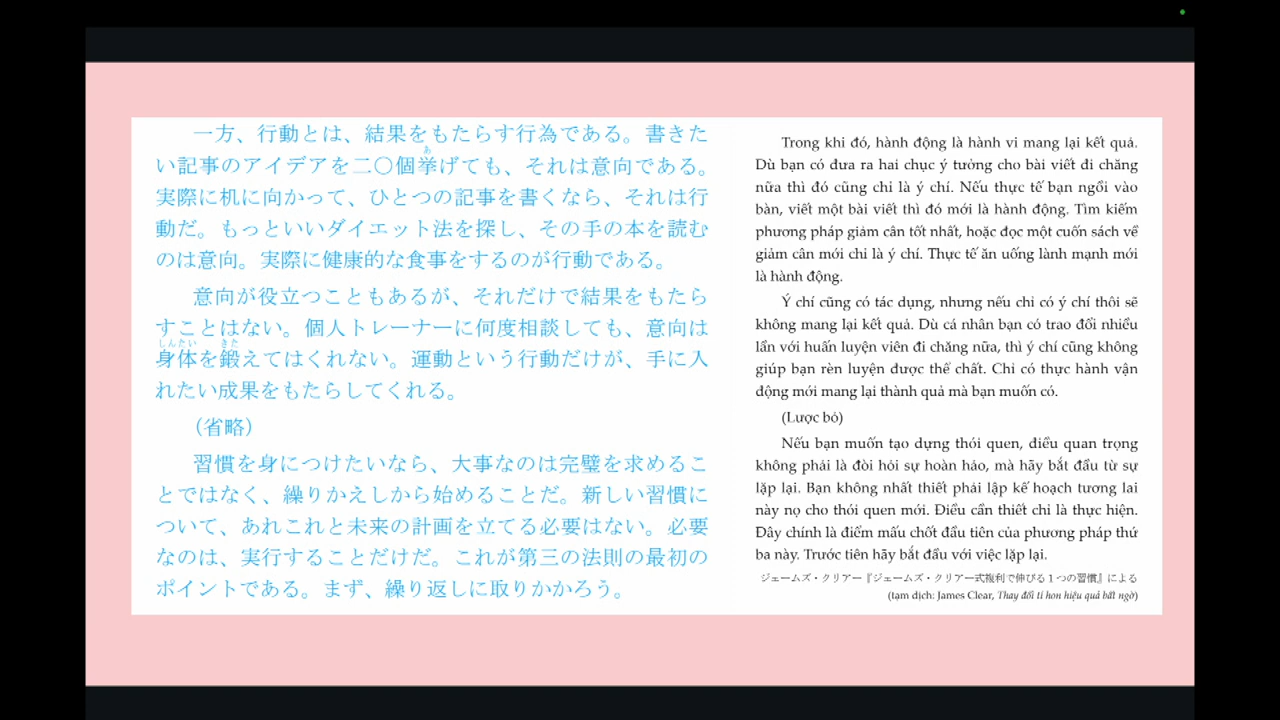 一方、行動とは、結果をもたらす行為である。書きた
い記事のアイデアを二〇個挙げても、それは意向である。
あ
実際に机に向かって、ひとつの記事を書くなら、それは行
動だ。もっといいダイエット法を探し、その手の本を読む
のは意向。実際に健康的な食事をするのが行動である。
意向が役立つこともあるが、それだけで結果をもたら
すことはない。個人トレーナーに何度相談しても、意向は
しんたい きた
身体を鍛えてはくれない。運動という行動だけが、手に入
れたい成果をもたらしてくれる。
（省略）
習慣を身につけたいなら、大事なのは完璧を求めるこ
とではなく、繰りかえしから始めることだ。新しい習慣に
ついて、あれこれと未来の計画を立てる必要はない。必要
なのは、実行することだけだ。これが第三の法則の最初の
ポイントである。まず、繰り返しに取りかかろう。
Trong khi đó, hành động là hành vi mang lại kết quả.
Dù bạn có đưa ra hai chục ý tưởng cho bài viết đi chăng
nữa thì đó cũng chỉ là ý chí. Nếu thực tế bạn ngồi vào
bàn, viết một bài viết thì đó mới là hành động. Tìm kiếm
phương pháp giảm cân tốt nhất, hoặc đọc một cuốn sách về
giảm cân mới chỉ là ý chí. Thực tế ăn uống lành mạnh mới
là hành động.
Ý chí cũng có tác dụng, nhưng nếu chỉ có ý chí thôi sẽ
không mang lại kết quả. Dù cá nhân bạn có trao đổi nhiều
lần với huấn luyện viên đi chăng nữa, thì ý chí cũng không
giúp bạn rèn luyện được thể chất. Chỉ có thực hành vận
động mới mang lại thành quả mà bạn muốn có.
(Lược bỏ)
Nếu bạn muốn tạo dựng thói quen, điều quan trọng
không phải là đòi hỏi sự hoàn hảo, mà hãy bắt đầu từ sự
lặp lại. Bạn không nhất thiết phải lập kế hoạch tương lai
này nọ cho thói quen mới. Điều cần thiết chỉ là thực hiện.
Đây chính là điểm mấu chốt đầu tiên của phương pháp thứ
ba này. Trước tiên hãy bắt đầu với việc lặp lại.
ジェームズ・クリアー『ジェームズ・クリアー式複利で伸びる１つの習慣』による
(tạm dịch: James Clear, Thay đổi tí hon hiệu quả bất ngờ)